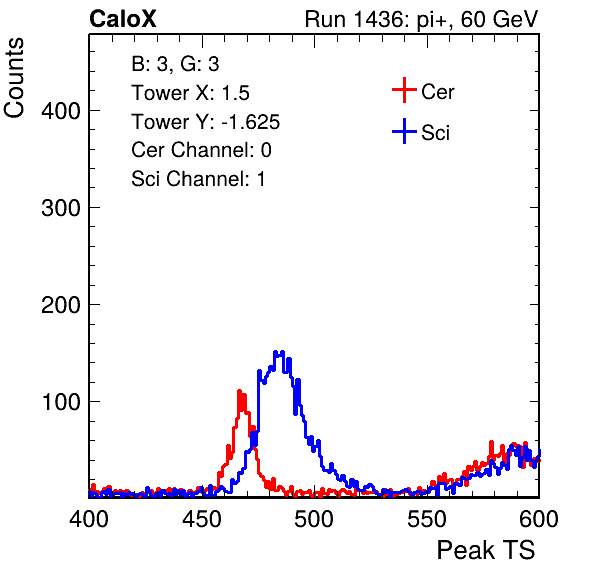 CaloX Run 1436: pi+, 60 GeV
Counts
B: 3, G: 3
Tower X: 1.5
Tower Y: -1.625
Cer Channel: 0
Sci Channel: 1
Cer
Sci
400
300
200
100
400 450 500 550 600
Peak TS